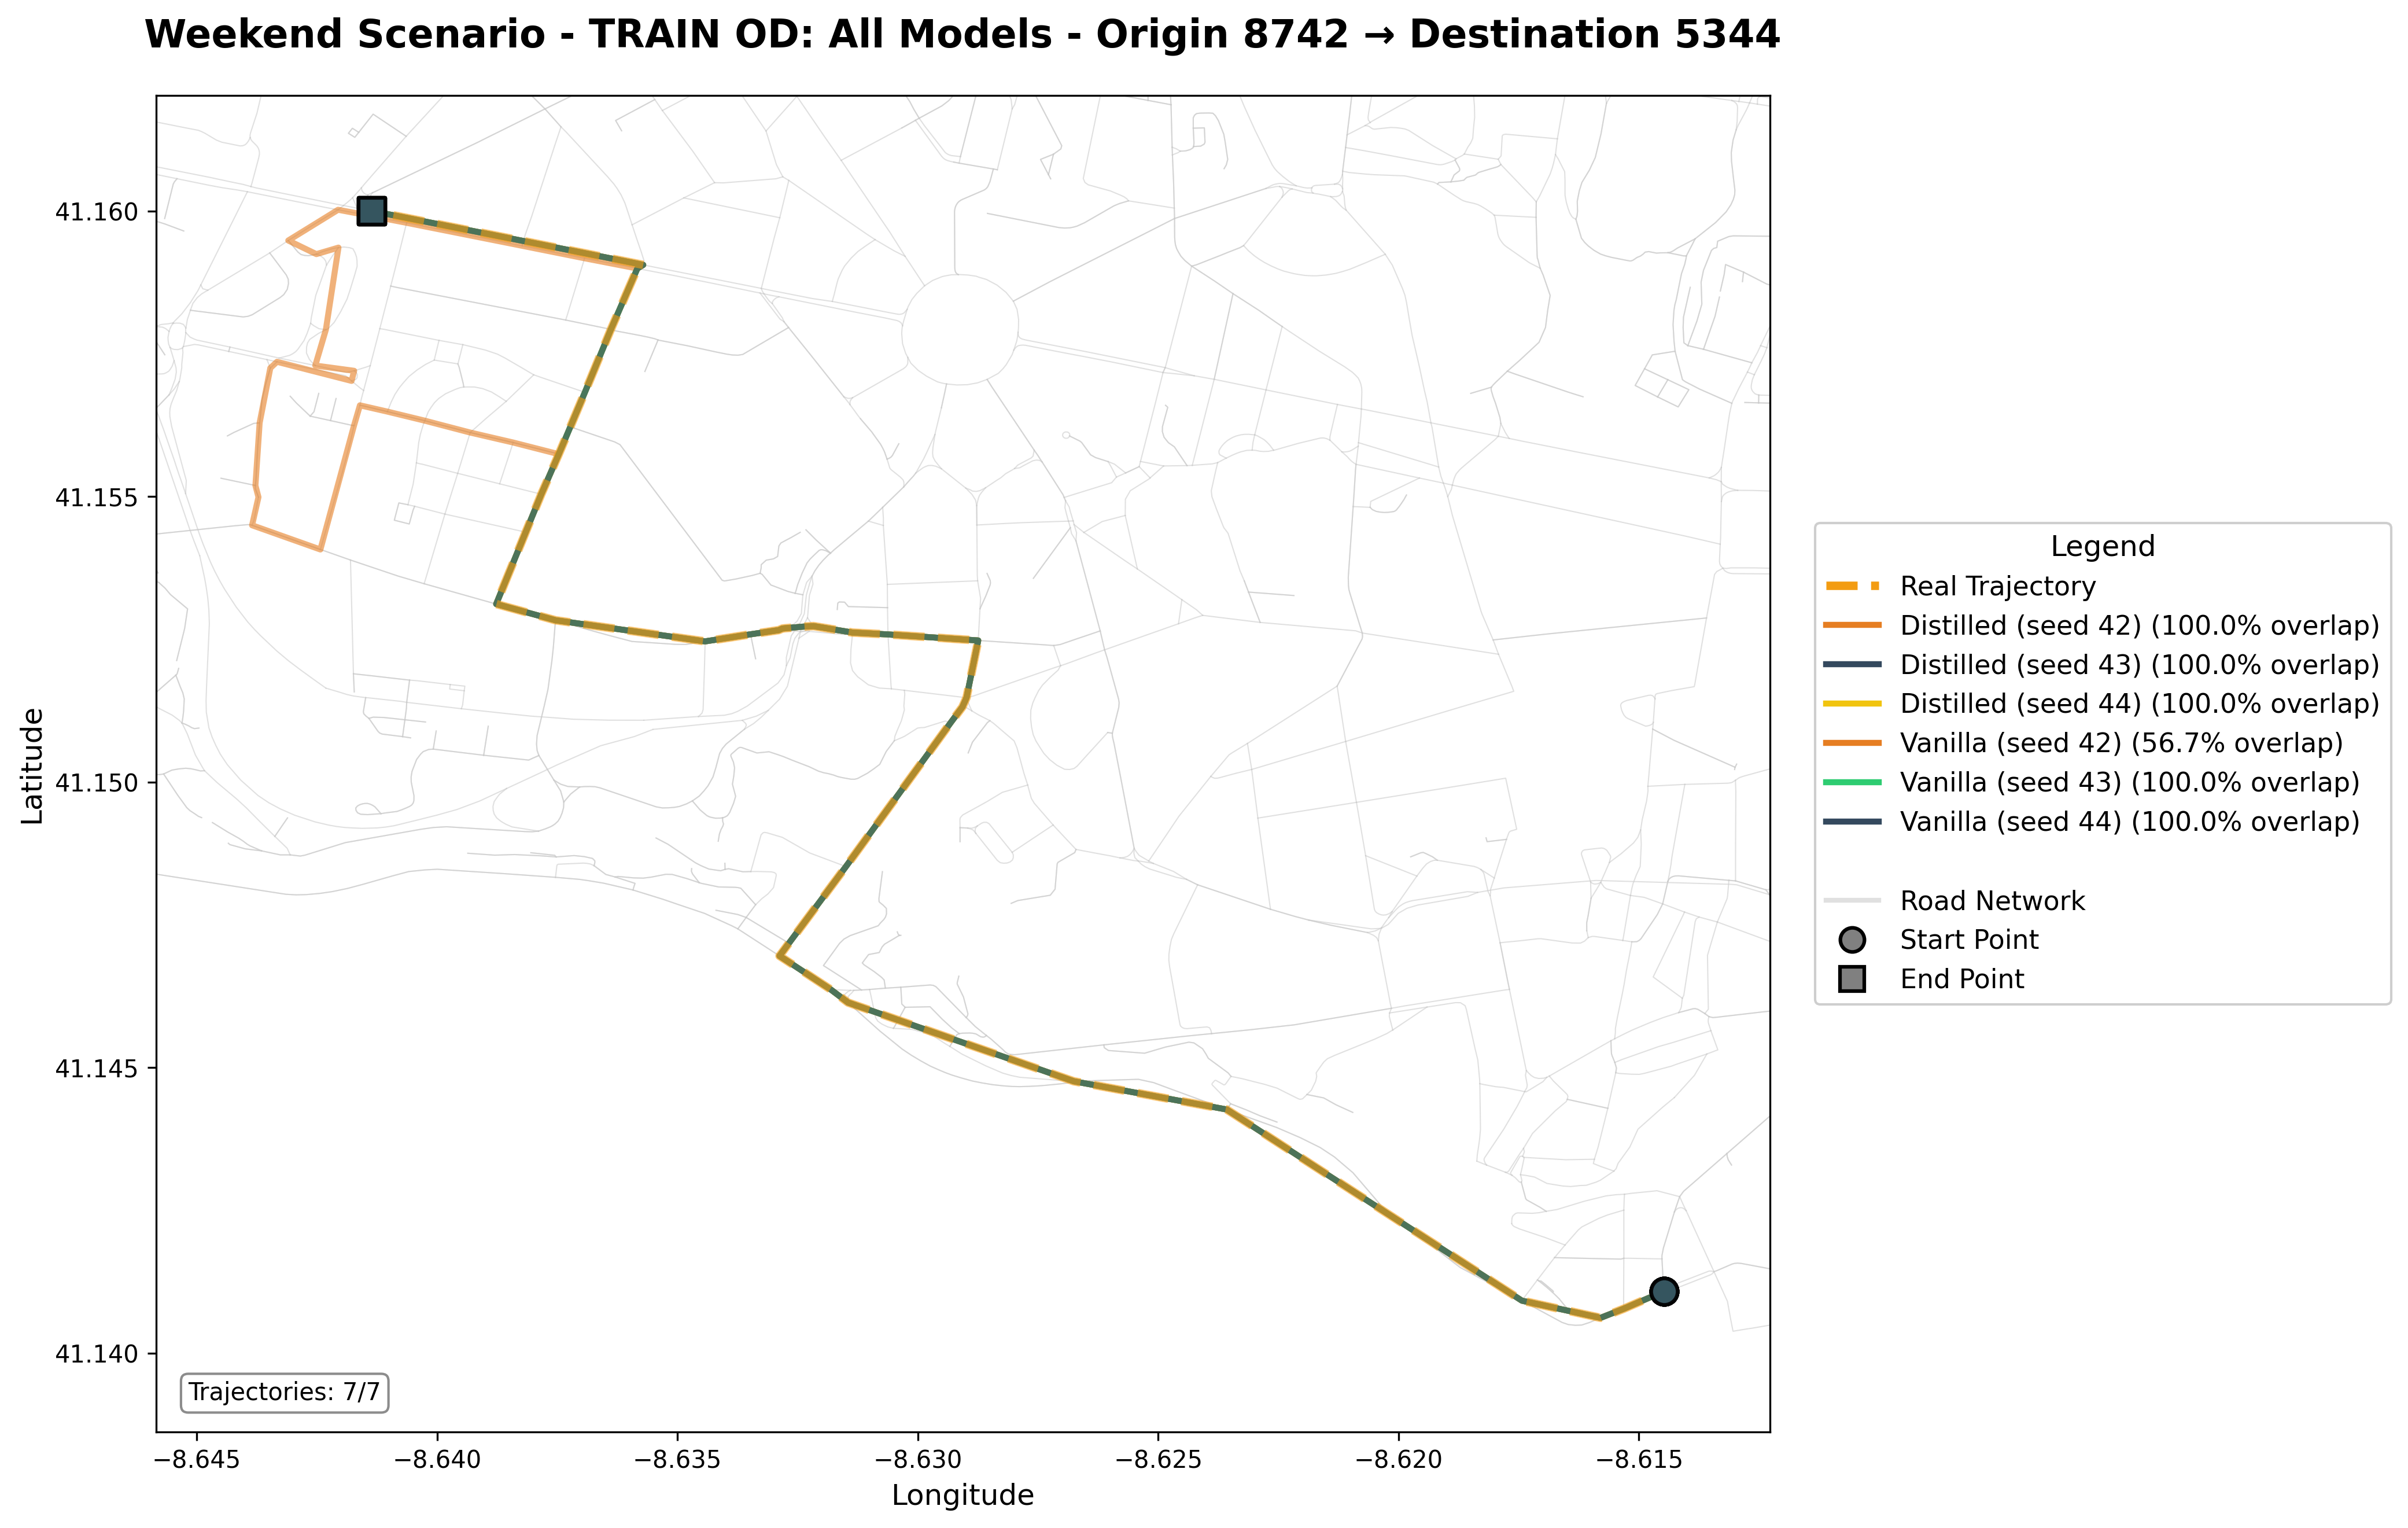 Weekend Scenario - TRAIN OD: All Models - Origin 8742 → Destination 5344
41.160
41.155
41.150
41.145
41.140
Latitude
−8.645
−8.640
−8.635
−8.630
−8.625
−8.620
−8.615
Longitude
Trajectories: 7/7
Legend
Real Trajectory
Distilled (seed 42) (100.0% overlap)
Distilled (seed 43) (100.0% overlap)
Distilled (seed 44) (100.0% overlap)
Vanilla (seed 42) (56.7% overlap)
Vanilla (seed 43) (100.0% overlap)
Vanilla (seed 44) (100.0% overlap)
Road Network
Start Point
End Point